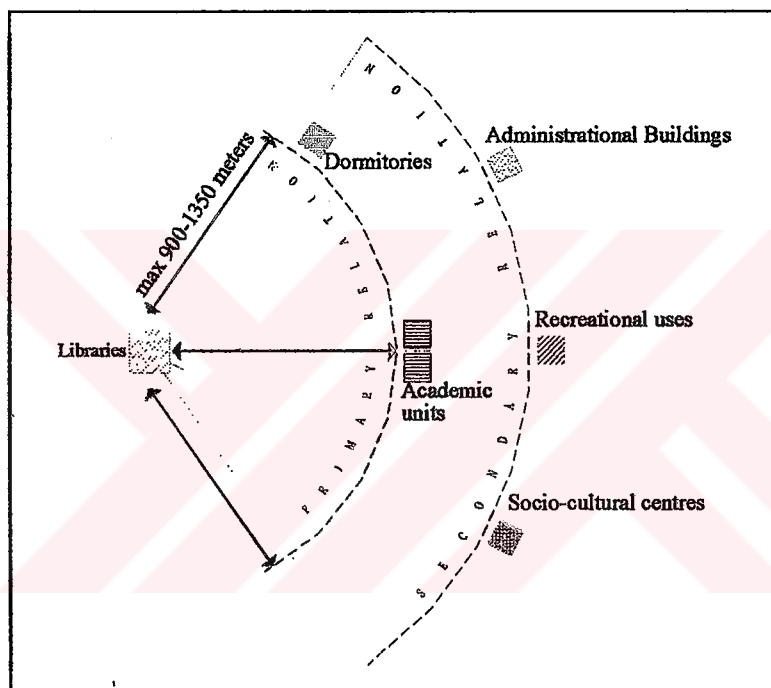 Administrational Buildings
Dormitories
max 900-1350 meters
PRIMARY RELATION
SECONDARY RELATION
Recreational uses
Libraries
Academic
units
Socio-cultural centres